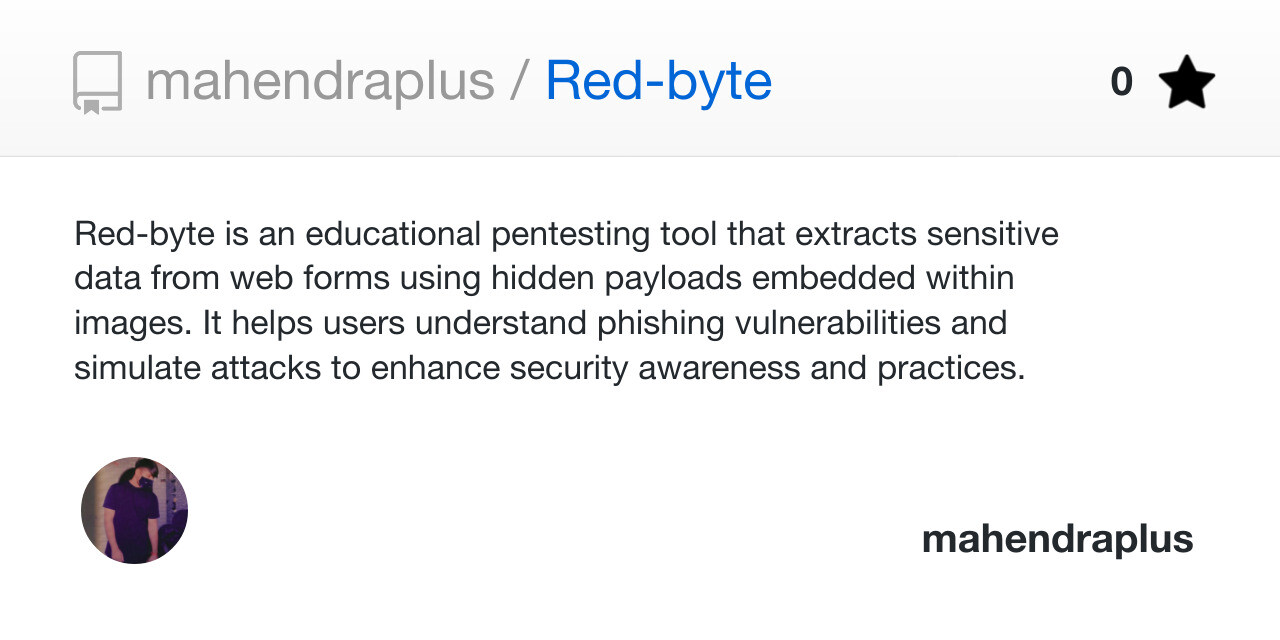 mahendraplus / Red-byte
0
Red-byte is an educational pentesting tool that extracts sensitive
data from web forms using hidden payloads embedded within
images. It helps users understand phishing vulnerabilities and
simulate attacks to enhance security awareness and practices.
mahendraplus